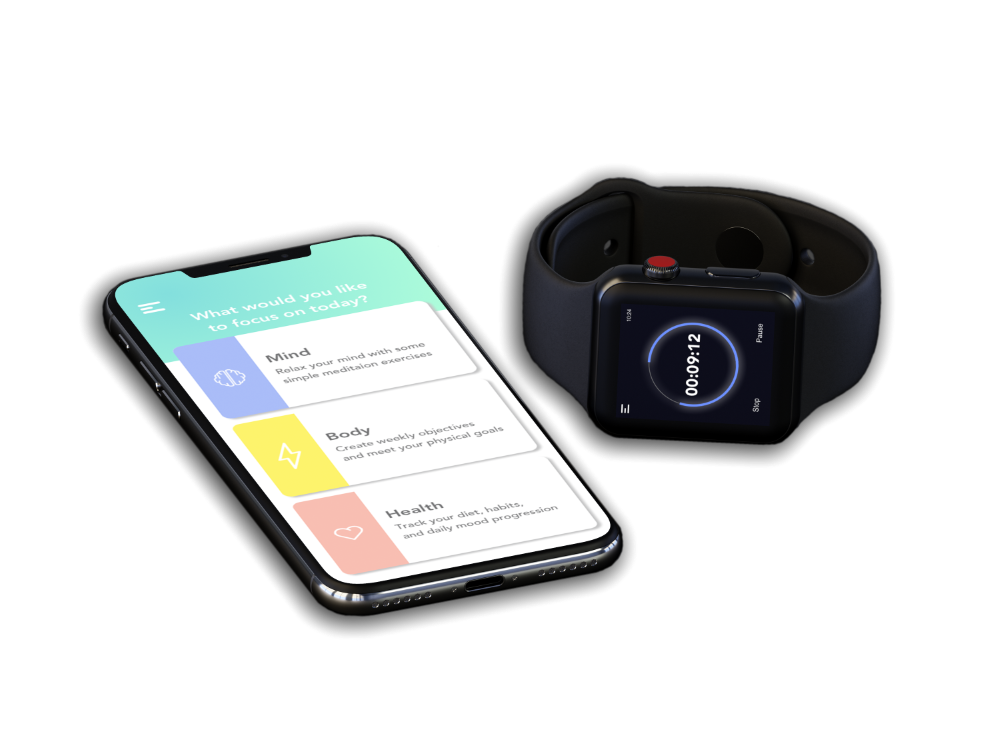 What would you like
to focus on today?
Mind
Relax your mind with some
simple meditaion exercises
Body
Create weekly objectives
and meet your physical goals
Health
Track your diet, habits,
and daily mood progression
10:24
00:09:12
Pause
Stop